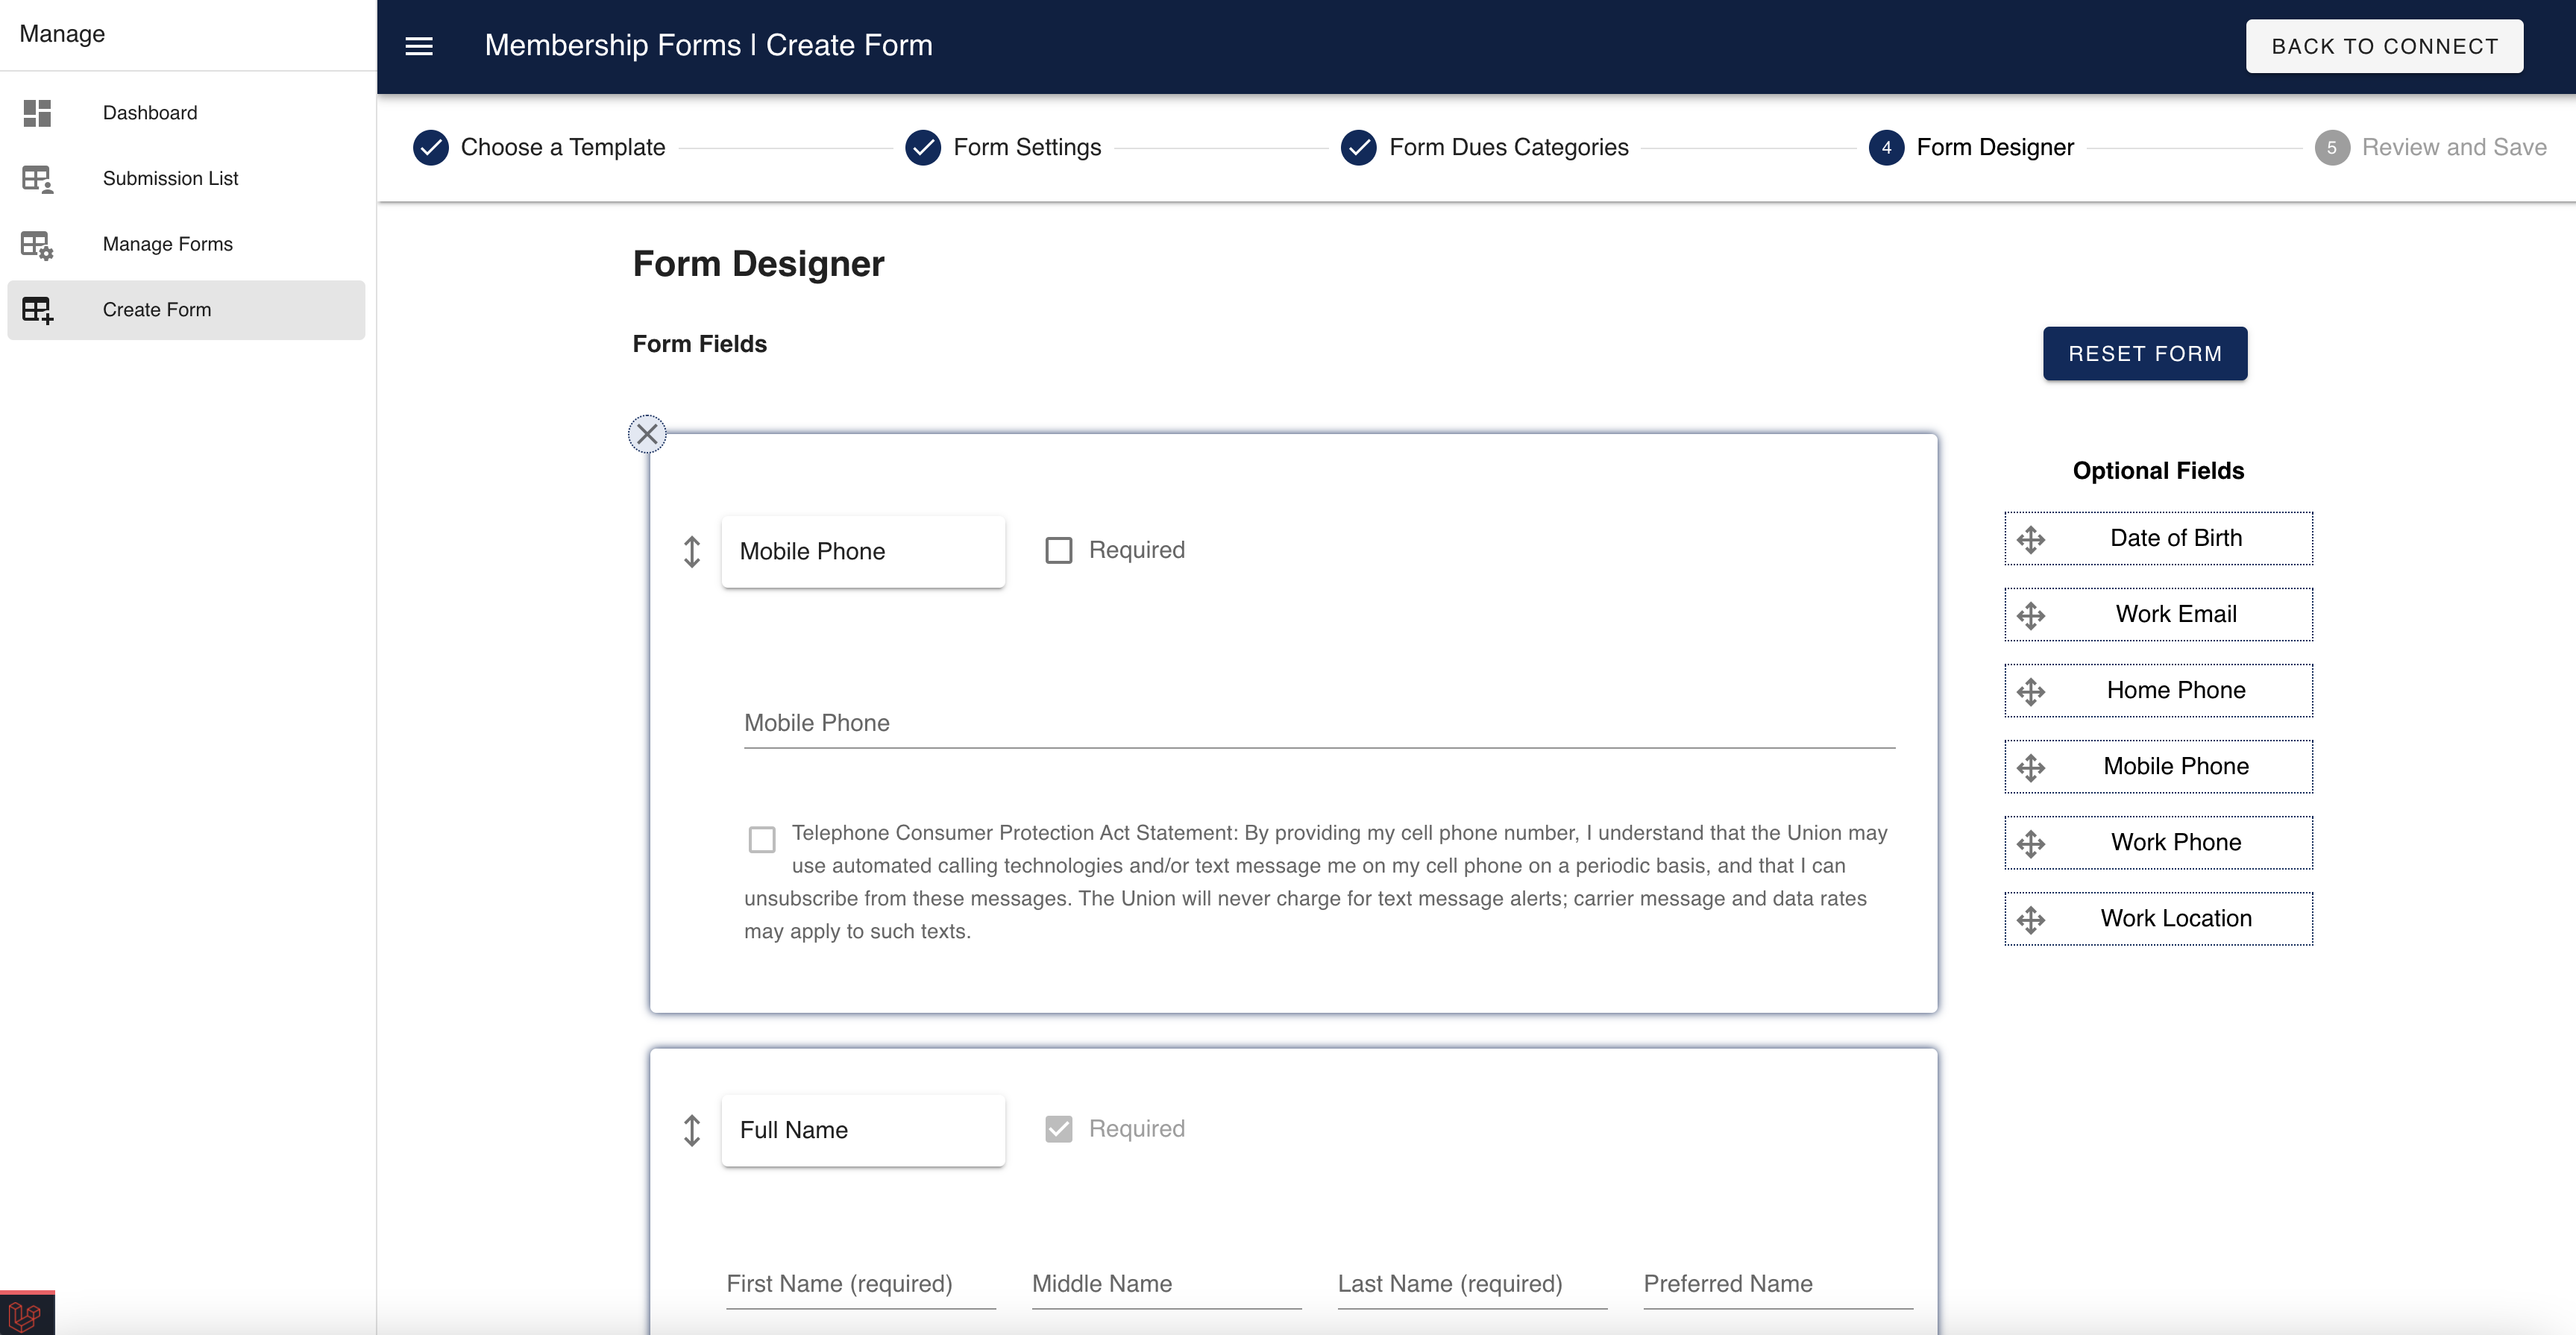 Manage
Membership Forms | Create Form
BACK TO CONNECT
Dashboard
Submission List
Manage Forms
Create Form
Choose a Template
Form Settings
Form Dues Categories
4 Form Designer
5 Review and Save
Form Designer
Form Fields
RESET FORM
Mobile Phone
Required
Mobile Phone
Telephone Consumer Protection Act Statement: By providing my cell phone number, I understand that the Union may
use automated calling technologies and/or text message me on my cell phone on a periodic basis, and that I can
unsubscribe from these messages. The Union will never charge for text message alerts; carrier message and data rates
may apply to such texts.
Optional Fields
Date of Birth
Work Email
Home Phone
Mobile Phone
Work Phone
Work Location
Full Name
Required
First Name (required)
Middle Name
Last Name (required)
Preferred Name